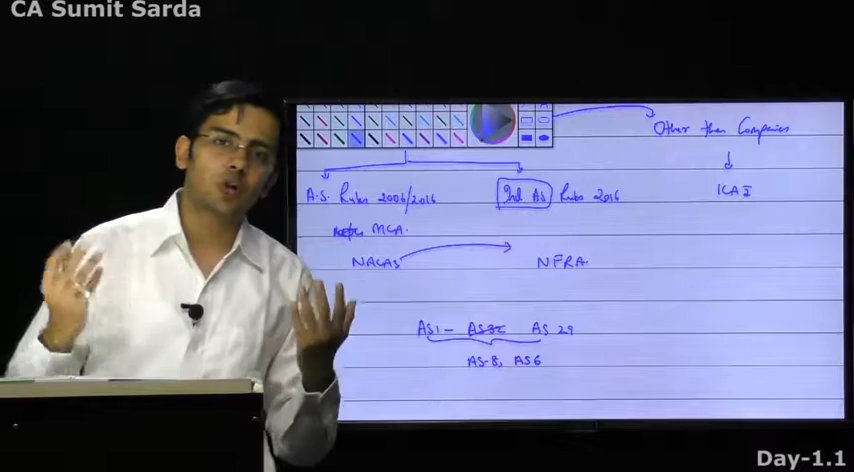 CA Sumit Sarda
Other than Companies
A.S. Rules 2006/2016
Ind AS Rules 2016
ICAI
MCA.
NACAS
NFRA.
AS1 - AS32 AS 29
AS-8, AS6
Day-1.1